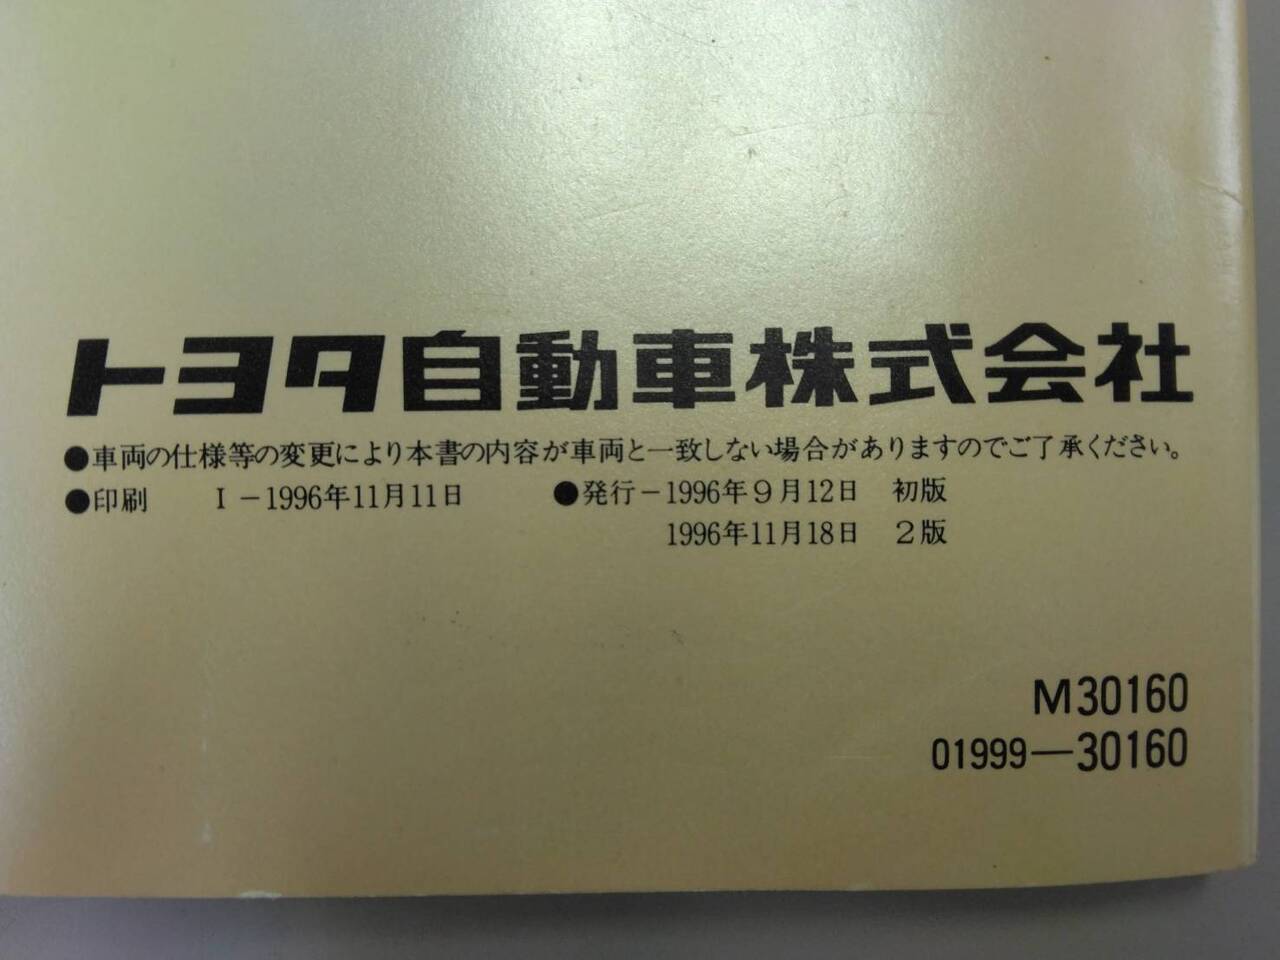 トヨタ自動車株式会社
●車両の仕様等の変更により本書の内容が車両と一致しない場合がありますのでご了承ください。
●印刷 I－1996年11月11日 ●発行－1996年9月12日 初版
1996年11月18日 2版
M30160
01999—30160